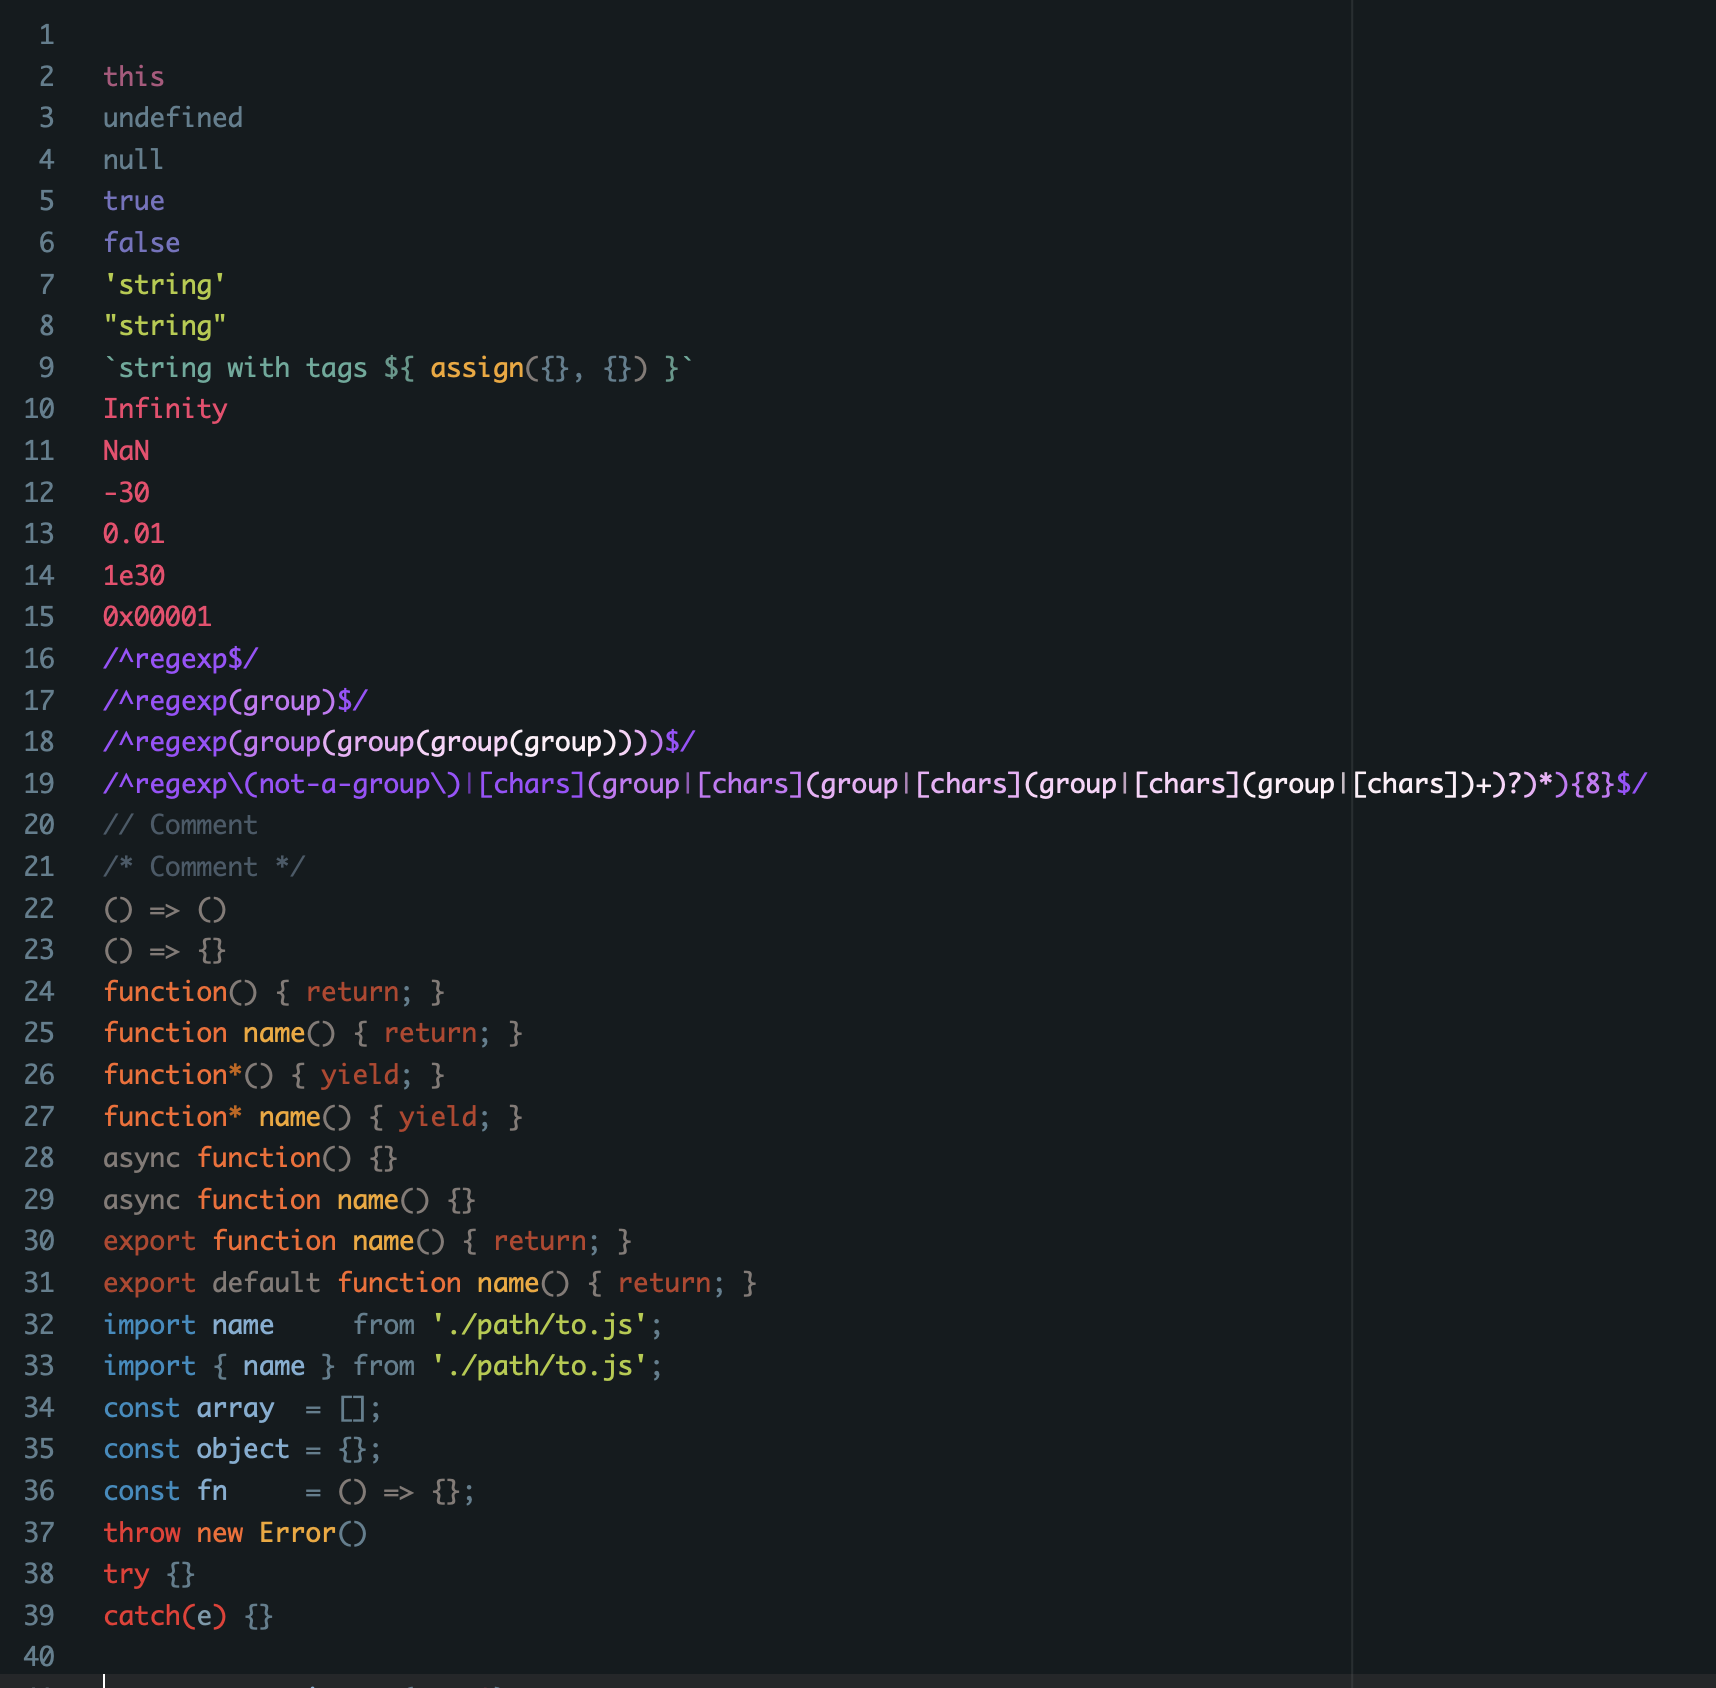 1
2 this
3 undefined
4 null
5 true
6 false
7 'string'
8 "string"
9 `string with tags ${ assign({}, {}) }`
10 Infinity
11 NaN
12 -30
13 0.01
14 1e30
15 0x00001
16 /^regexp$/
17 /^regexp(group)$/
18 /^regexp(group(group(group(group))))$/
19 /^regexp\(not-a-group\)|[chars](group|[chars](group|[chars](group|[chars](group|[chars])+)?)*){8}$/
20 // Comment
21 /* Comment */
22 () => ()
23 () => {}
24 function() { return; }
25 function name() { return; }
26 function*() { yield; }
27 function* name() { yield; }
28 async function() {}
29 async function name() {}
30 export function name() { return; }
31 export default function name() { return; }
32 import name     from './path/to.js';
33 import { name } from './path/to.js';
34 const array  = [];
35 const object = {};
36 const fn     = () => {};
37 throw new Error()
38 try {}
39 catch(e) {}
40